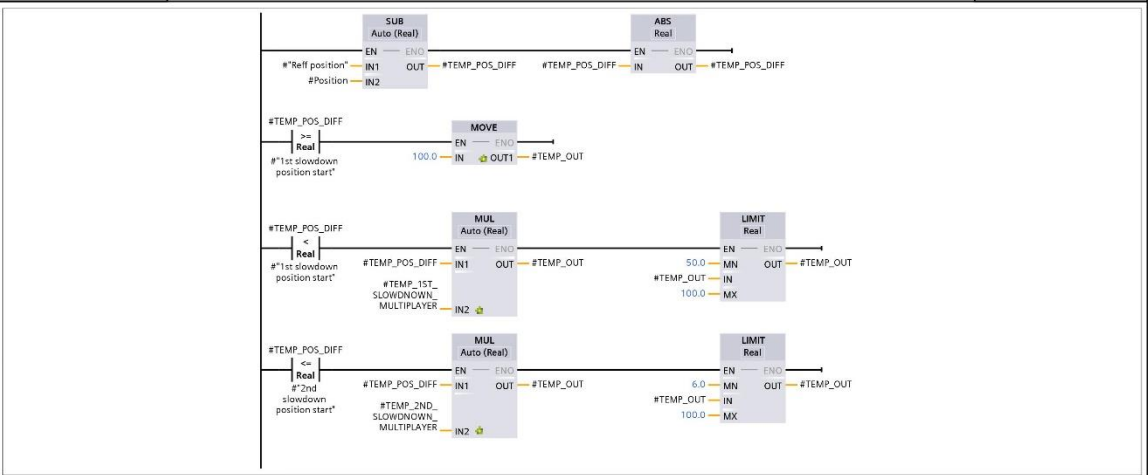 SUB
Auto (Real)
EN ENO
#"Reff position" IN1 OUT #TEMP_POS_DIFF
#Position IN2
ABS
Real
EN ENO
#TEMP_POS_DIFF IN OUT #TEMP_POS_DIFF
#TEMP_POS_DIFF
>=
Real
#"1st slowdown
position start"
MOVE
EN ENO
100.0 IN OUT1 #TEMP_OUT
#TEMP_POS_DIFF
<
Real
#"1st slowdown
position start"
MUL
Auto (Real)
EN ENO
#TEMP_POS_DIFF IN1 OUT #TEMP_OUT
#TEMP_1ST_
SLOWDNOWN_
MULTIPLAYER IN2
LIMIT
Real
EN ENO
50.0 MN OUT #TEMP_OUT
#TEMP_OUT IN
100.0 MX
#TEMP_POS_DIFF
<=
Real
#"2nd
slowdown
position start"
MUL
Auto (Real)
EN ENO
#TEMP_POS_DIFF IN1 OUT #TEMP_OUT
#TEMP_2ND_
SLOWDNOWN_
MULTIPLAYER IN2
LIMIT
Real
EN ENO
6.0 MN OUT #TEMP_OUT
#TEMP_OUT IN
100.0 MX